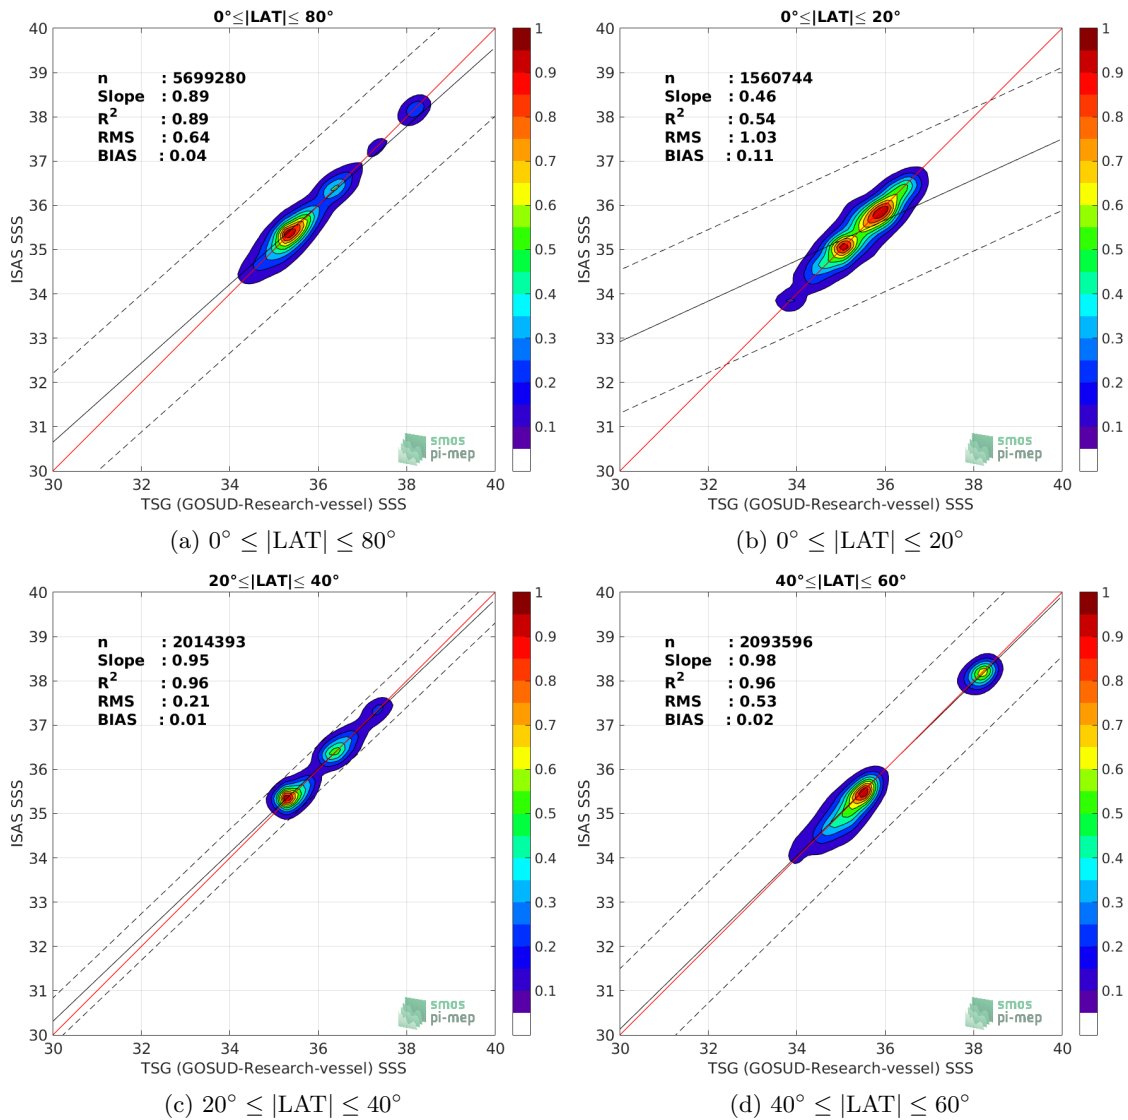 0°≤|LAT|≤ 80°
n : 5699280
Slope : 0.89
R² : 0.89
RMS : 0.64
BIAS : 0.04
40
39
38
37
36
35
34
33
32
31
30
ISAS SSS
30 32 34 36 38 40
TSG (GOSUD-Research-vessel) SSS
1
0.9
0.8
0.7
0.6
0.5
0.4
0.3
0.2
0.1
smos
pi-mep
(a) 0° ≤ |LAT| ≤ 80°
0°≤|LAT|≤ 20°
n : 1560744
Slope : 0.46
R² : 0.54
RMS : 1.03
BIAS : 0.11
40
39
38
37
36
35
34
33
32
31
30
ISAS SSS
30 32 34 36 38 40
TSG (GOSUD-Research-vessel) SSS
1
0.9
0.8
0.7
0.6
0.5
0.4
0.3
0.2
0.1
smos
pi-mep
(b) 0° ≤ |LAT| ≤ 20°
20°≤|LAT|≤ 40°
n : 2014393
Slope : 0.95
R² : 0.96
RMS : 0.21
BIAS : 0.01
40
39
38
37
36
35
34
33
32
31
30
ISAS SSS
30 32 34 36 38 40
TSG (GOSUD-Research-vessel) SSS
1
0.9
0.8
0.7
0.6
0.5
0.4
0.3
0.2
0.1
smos
pi-mep
(c) 20° ≤ |LAT| ≤ 40°
40°≤|LAT|≤ 60°
n : 2093596
Slope : 0.98
R² : 0.96
RMS : 0.53
BIAS : 0.02
40
39
38
37
36
35
34
33
32
31
30
ISAS SSS
30 32 34 36 38 40
TSG (GOSUD-Research-vessel) SSS
1
0.9
0.8
0.7
0.6
0.5
0.4
0.3
0.2
0.1
smos
pi-mep
(d) 40° ≤ |LAT| ≤ 60°